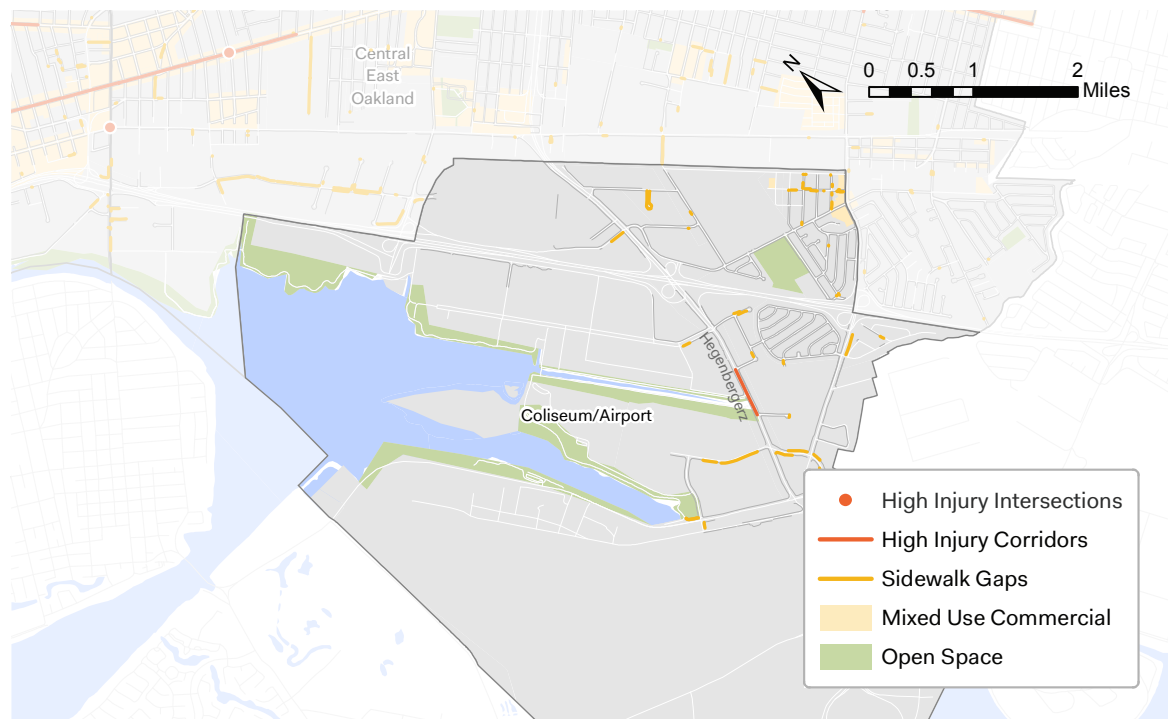 Central
East
Oakland
N
0 0.5 1 2
Miles
Hegenbergerz
Coliseum/Airport
High Injury Intersections
High Injury Corridors
Sidewalk Gaps
Mixed Use Commercial
Open Space